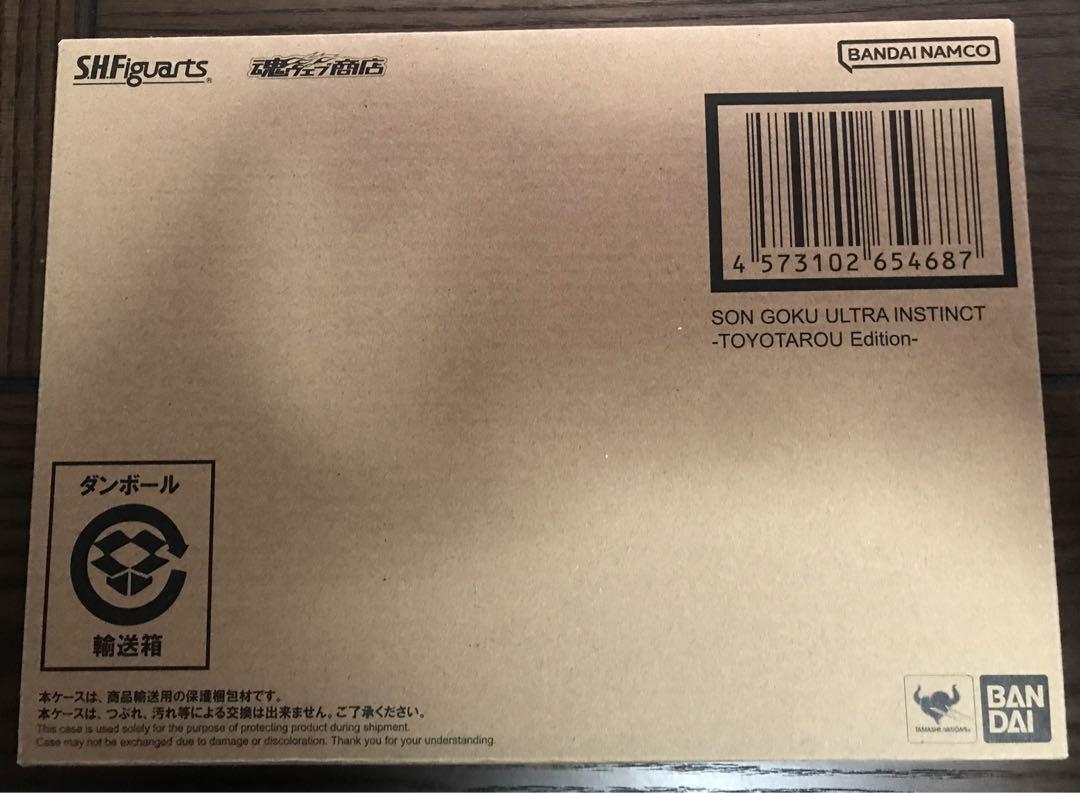 S.H.Figuarts®
魂ウェブ商店
BANDAI NAMCO
4 573102 654687
SON GOKU ULTRA INSTINCT
-TOYOTAROU Edition-
ダンボール
輸送箱
本ケースは、商品輸送用の保護梱包材です。
本ケースは、つぶれ、汚れ等による交換は出来ません。ご了承ください。
This case is used solely for the purpose of protecting product during shipment.
Case may not be exchanged due to damage or discoloration. Thank you for your understanding.
TAMASHII NATIONS
BAN
DAI